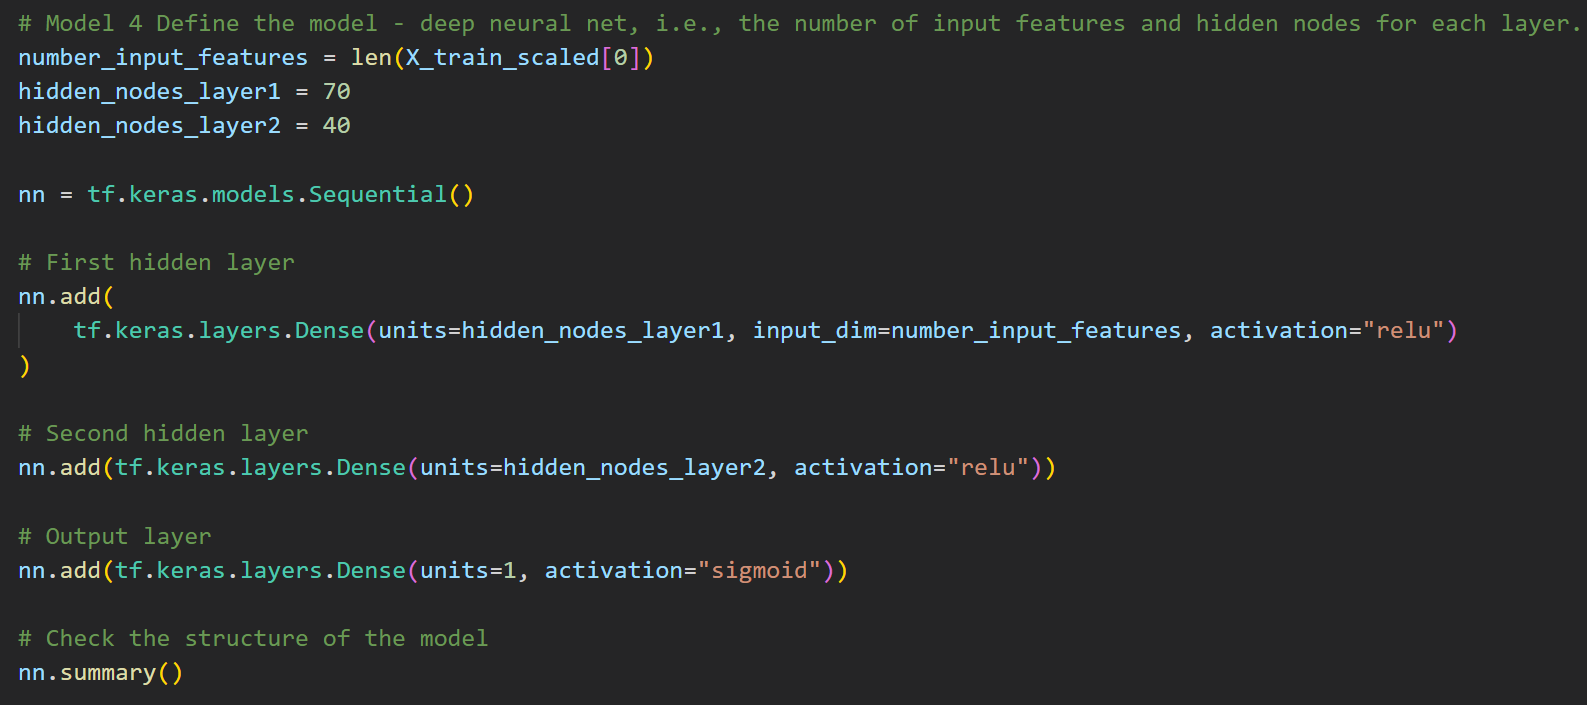 # Model 4 Define the model - deep neural net, i.e., the number of input features and hidden nodes for each layer.
number_input_features = len(X_train_scaled[0])
hidden_nodes_layer1 = 70
hidden_nodes_layer2 = 40

nn = tf.keras.models.Sequential()

# First hidden layer
nn.add(
    tf.keras.layers.Dense(units=hidden_nodes_layer1, input_dim=number_input_features, activation="relu")
)

# Second hidden layer
nn.add(tf.keras.layers.Dense(units=hidden_nodes_layer2, activation="relu"))

# Output layer
nn.add(tf.keras.layers.Dense(units=1, activation="sigmoid"))

# Check the structure of the model
nn.summary()